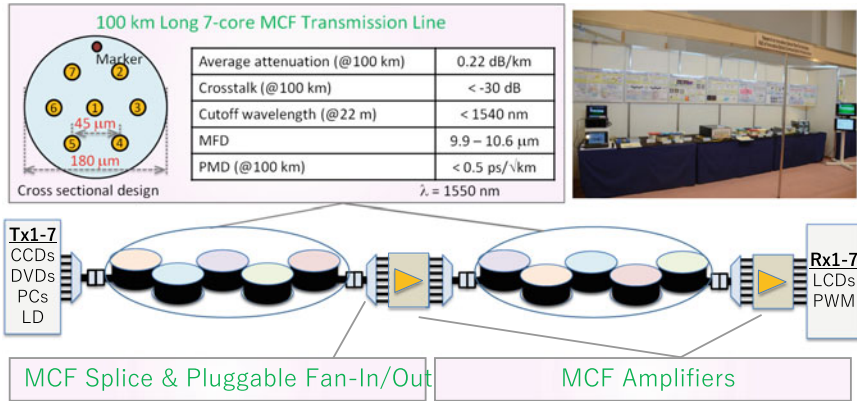 100 km Long 7-core MCF Transmission Line
Marker
7
2
6
1
3
45 μm
5
4
180 μm
Cross sectional design
Average attenuation (@100 km) 0.22 dB/km
Crosstalk (@100 km) < -30 dB
Cutoff wavelength (@22 m) < 1540 nm
MFD 9.9 – 10.6 μm
PMD (@100 km) < 0.5 ps/√km
λ = 1550 nm
Tx1-7
CCDs
DVDs
PCs
LD
Rx1-7
LCDs
PWM
MCF Splice & Pluggable Fan-In/Out
MCF Amplifiers